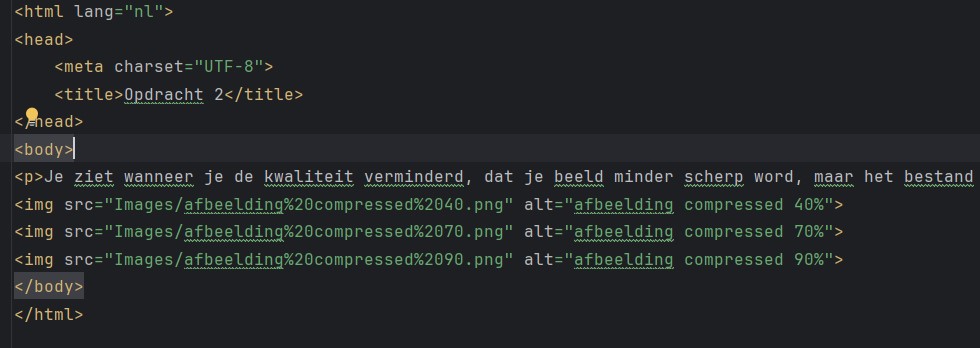 <html lang="nl">
<head>
    <meta charset="UTF-8">
    <title>Opdracht 2</title>
</head>
<body>
<p>Je ziet wanneer je de kwaliteit verminderd, dat je beeld minder scherp word, maar het bestand
<img src="Images/afbeelding%20compressed%2040.png" alt="afbeelding compressed 40%">
<img src="Images/afbeelding%20compressed%2070.png" alt="afbeelding compressed 70%">
<img src="Images/afbeelding%20compressed%2090.png" alt="afbeelding compressed 90%">
</body>
</html>